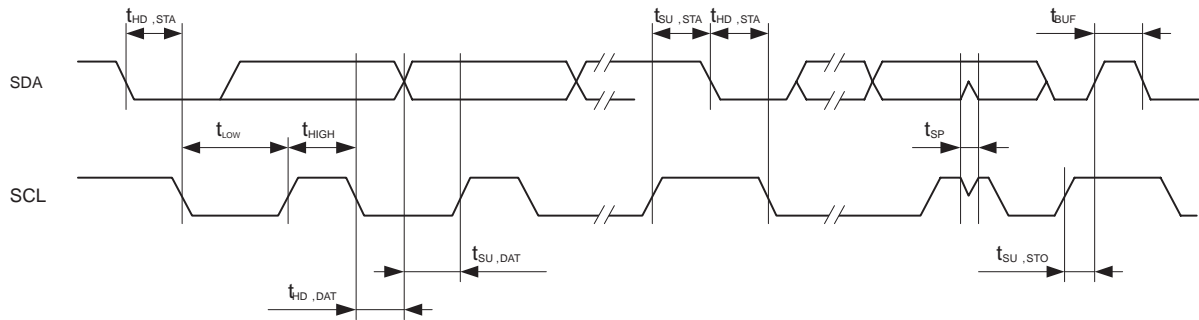 tHD,STA
tSU,STA
tHD,STA
tBUF
SDA
tLOW
tHIGH
tSP
SCL
tSU,DAT
tSU,STO
tHD,DAT